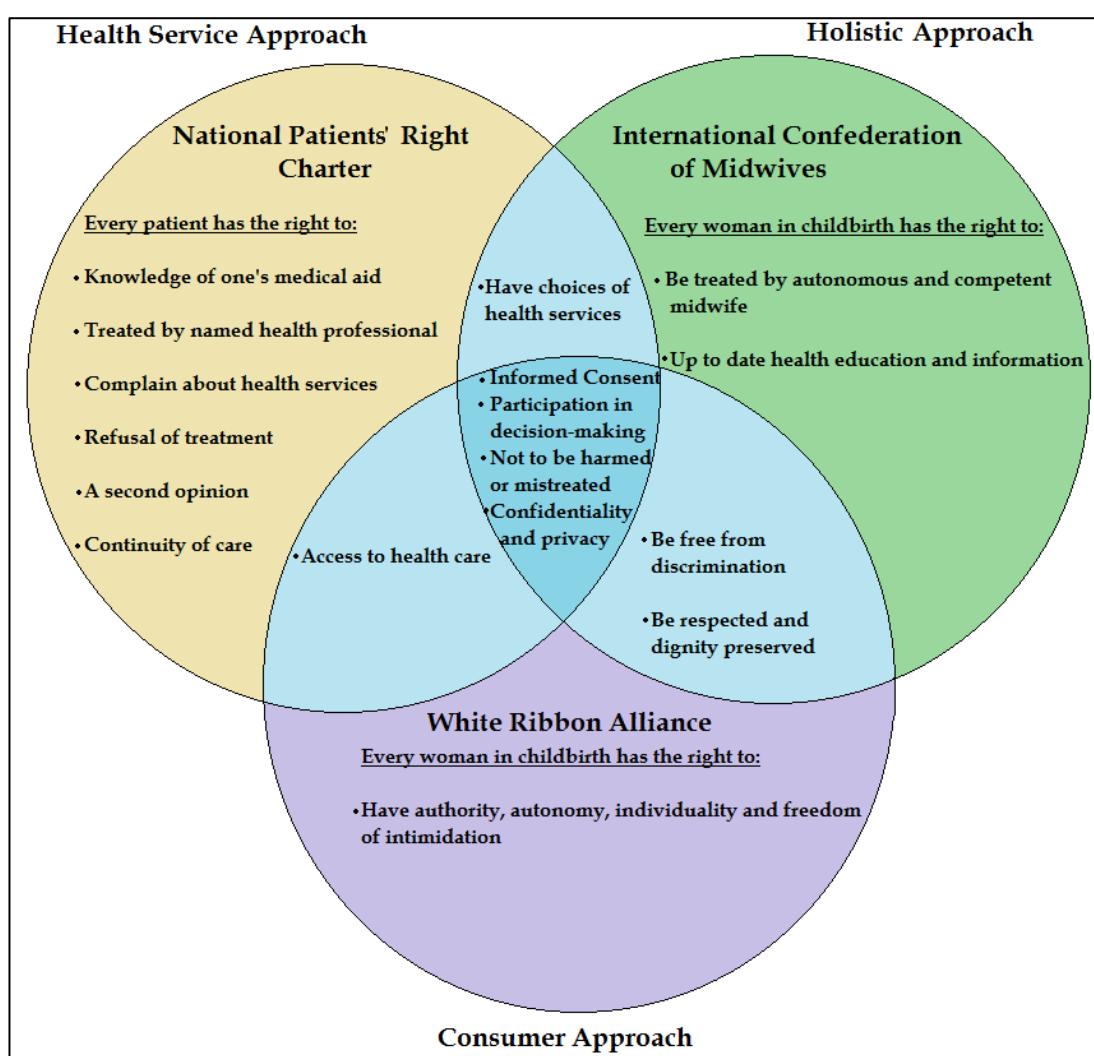 Health Service Approach
Holistic Approach
National Patients' Right
Charter
Every patient has the right to:
• Knowledge of one's medical aid
• Treated by named health professional
• Complain about health services
• Refusal of treatment
• A second opinion
• Continuity of care
International Confederation
of Midwives
Every woman in childbirth has the right to:
• Be treated by autonomous and competent
midwife
• Up to date health education and information
• Have choices of
health services
• Informed Consent
• Participation in
decision-making
• Not to be harmed
or mistreated
• Confidentiality
and privacy
• Access to health care
• Be free from
discrimination
• Be respected and
dignity preserved
White Ribbon Alliance
Every woman in childbirth has the right to:
• Have authority, autonomy, individuality and freedom
of intimidation
Consumer Approach